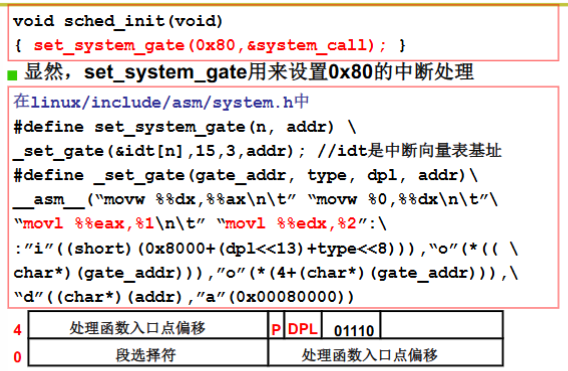 void sched_init(void)
{ set_system_gate(0x80,&system_call); }
显然，set_system_gate用来设置0x80的中断处理
在linux/include/asm/system.h中
#define set_system_gate(n, addr) \
_set_gate(&idt[n],15,3,addr); //idt是中断向量表基址
#define _set_gate(gate_addr, type, dpl, addr)\
__asm__(“movw %%dx,%%ax\n\t” “movw %0,%%dx\n\t”\
“movl %%eax,%1\n\t” “movl %%edx,%2”:\
:”i”((short)(0x8000+(dpl<<13)+type<<8))),“o”(*(( \
char*)(gate_addr))),”o”(*(4+(char*)(gate_addr))),\
“d”((char*)(addr),”a”(0x00080000))
4 处理函数入口点偏移 P DPL 01110
0 段选择符 处理函数入口点偏移